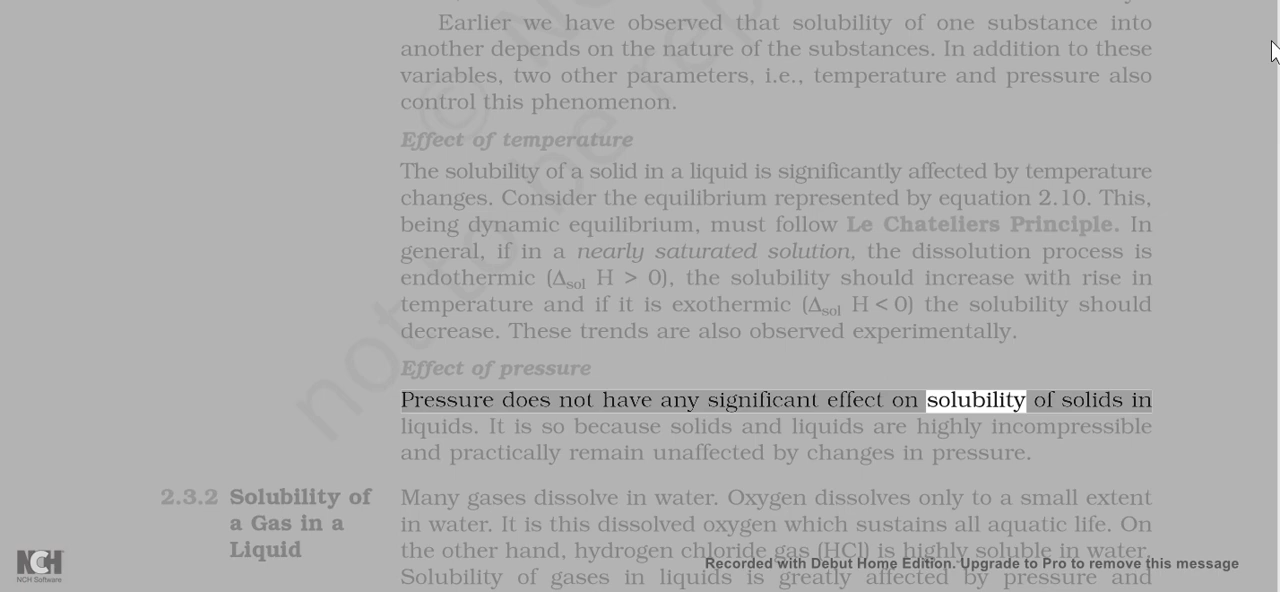 Earlier we have observed that solubility of one substance into
another depends on the nature of the substances. In addition to these
variables, two other parameters, i.e., temperature and pressure also
control this phenomenon.
Effect of temperature
The solubility of a solid in a liquid is significantly affected by temperature
changes. Consider the equilibrium represented by equation 2.10. This,
being dynamic equilibrium, must follow Le Chateliers Principle. In
general, if in a nearly saturated solution, the dissolution process is
endothermic (Δsol H > 0), the solubility should increase with rise in
temperature and if it is exothermic (Δsol H < 0) the solubility should
decrease. These trends are also observed experimentally.
Effect of pressure
Pressure does not have any significant effect on solubility of solids in
liquids. It is so because solids and liquids are highly incompressible
and practically remain unaffected by changes in pressure.
2.3.2 Solubility of
a Gas in a
Liquid
Many gases dissolve in water. Oxygen dissolves only to a small extent
in water. It is this dissolved oxygen which sustains all aquatic life. On
the other hand, hydrogen chloride gas (HCl) is highly soluble in water.
Solubility of gases in liquids is greatly affected by pressure and
not to be rep
© N
NCH
NCH Software
Recorded with Debut Home Edition. Upgrade to Pro to remove this message